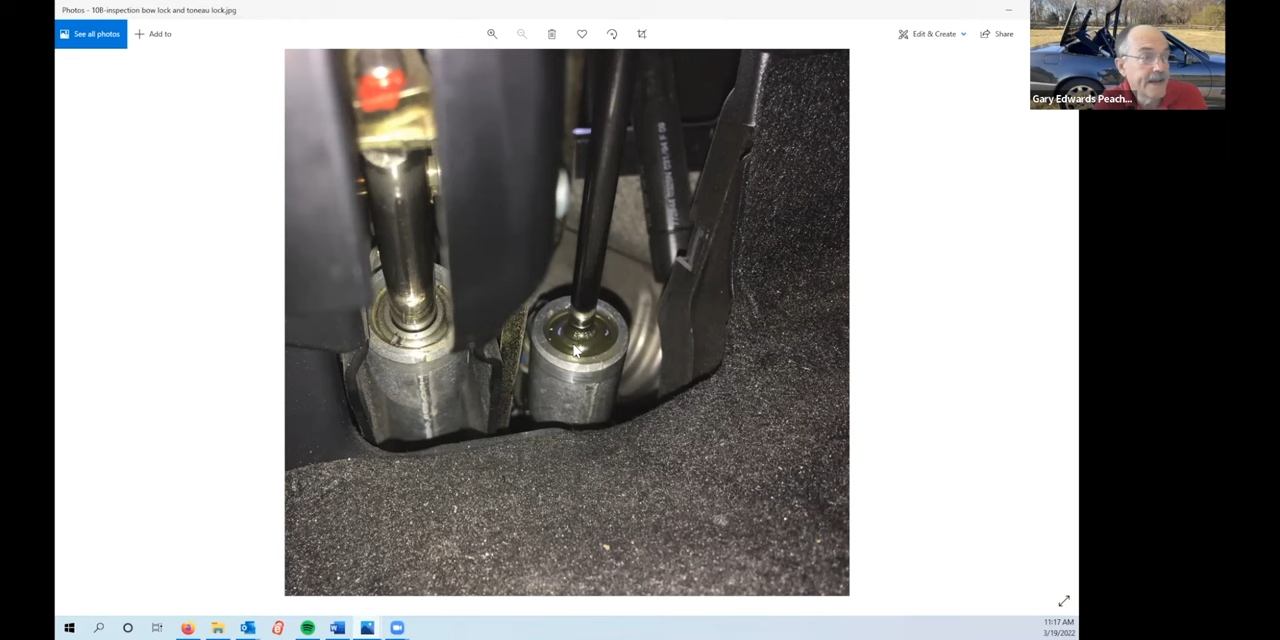 Photos - 10B-inspection bow lock and toneau lock.jpg
See all photos
Add to
Edit & Create
Share
Gary Edwards Peach...
11:17 AM
3/19/2022